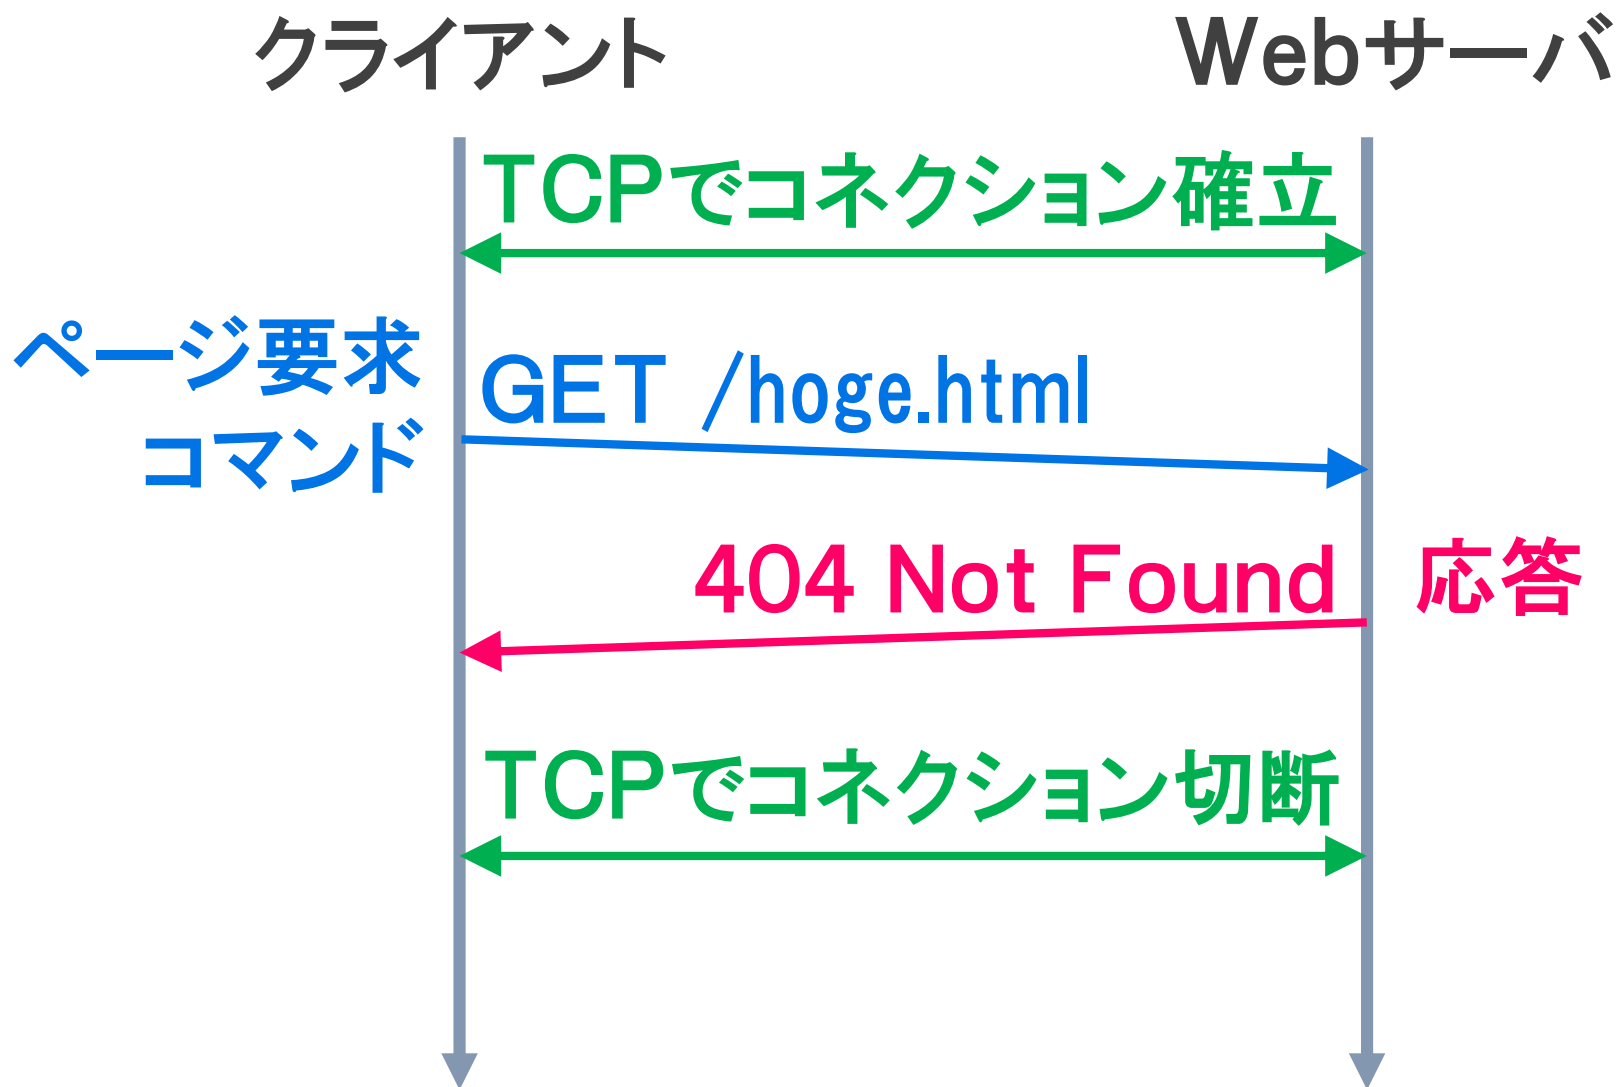 クライアント
Webサーバ
TCPでコネクション確立
ページ要求
コマンド
GET /hoge.html
404 Not Found
応答
TCPでコネクション切断